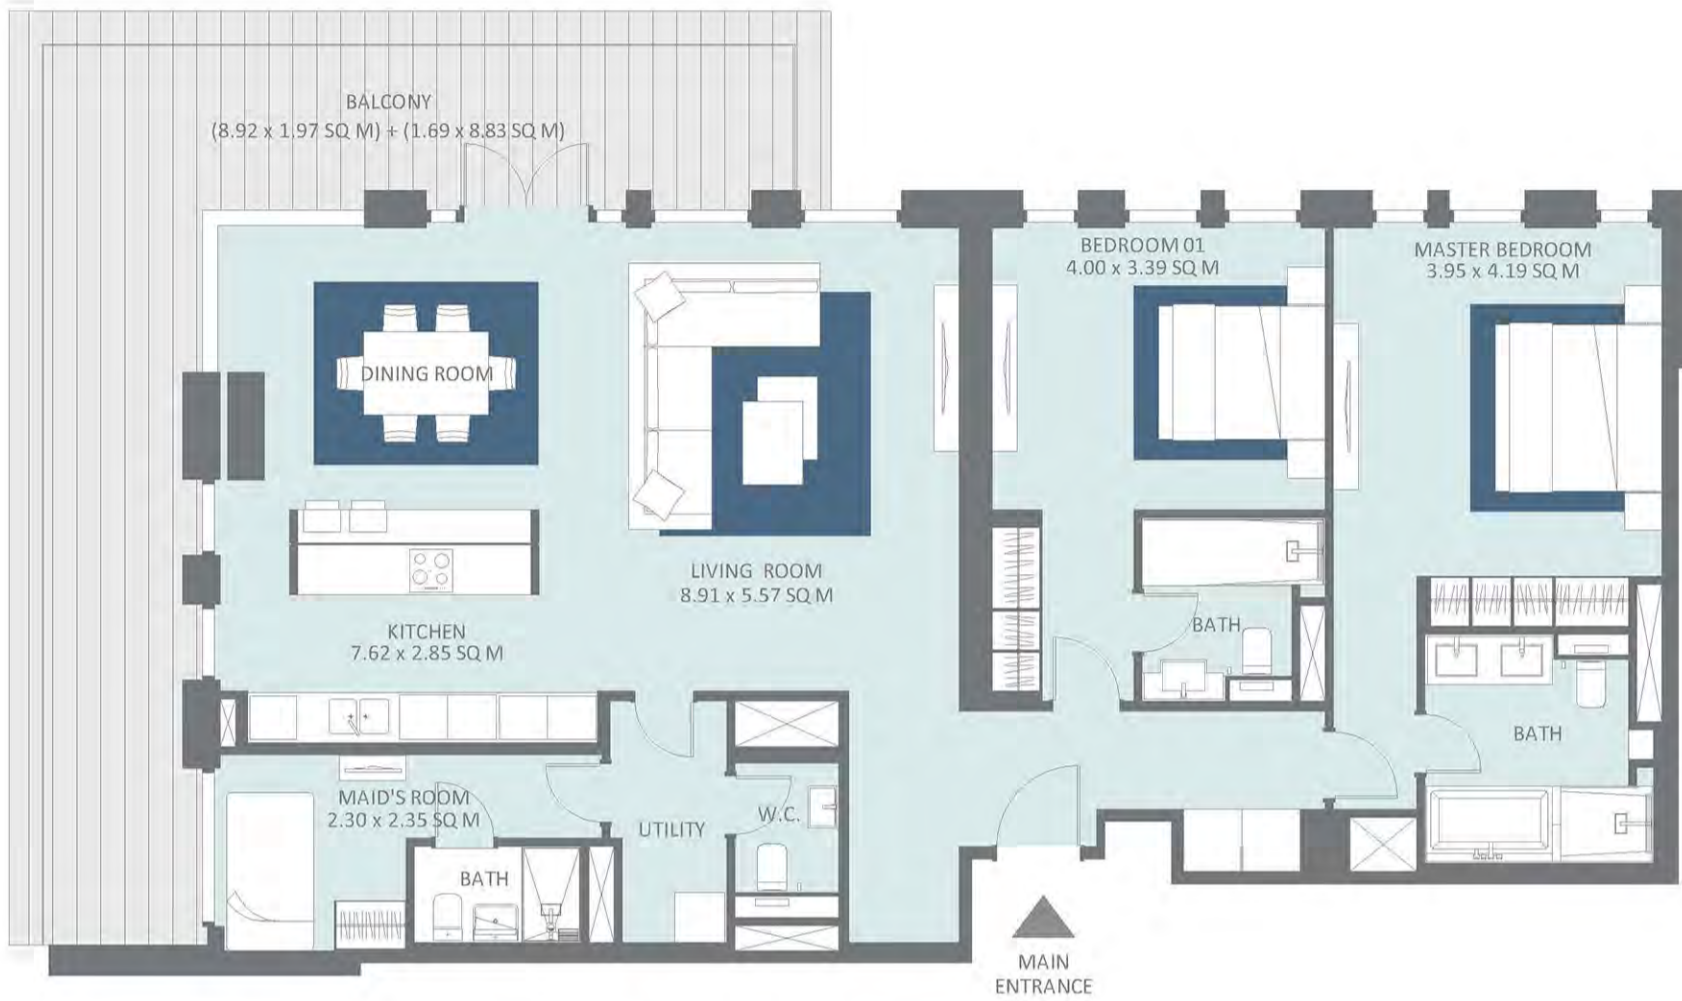 BALCONY
(8.92 x 1.97 SQ M) + (1.69 x 8.83 SQ M)
BEDROOM 01
4.00 x 3.39 SQ M
MASTER BEDROOM
3.95 x 4.19 SQ M
DINING ROOM
LIVING ROOM
8.91 x 5.57 SQ M
KITCHEN
7.62 x 2.85 SQ M
BATH
BATH
MAID'S ROOM
2.30 x 2.35 SQ M
UTILITY
W.C.
BATH
MAIN
ENTRANCE